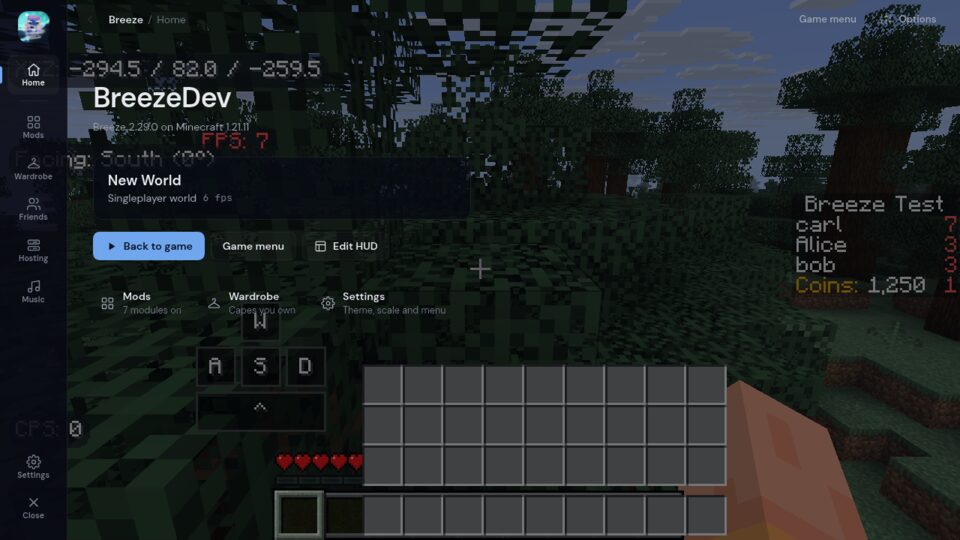 Breeze / Home
Game menu
Options
Home
-294.5 / 82.0 / -259.5
BreezeDev
Breeze 2.29.0 on Minecraft 1.21.11
FPS: 7
Mods
Facing: South (0°)
Wardrobe
New World
Singleplayer world 6 fps
Friends
Breeze Test
carl 7
Alice 3
bob 3
Coins: 1,250 1
Back to game
Game menu
Edit HUD
Hosting
Music
Mods
7 modules on
Wardrobe
Capes you own
Settings
Theme, scale and menu
W
A S D
^
CPS: 0
Settings
Close